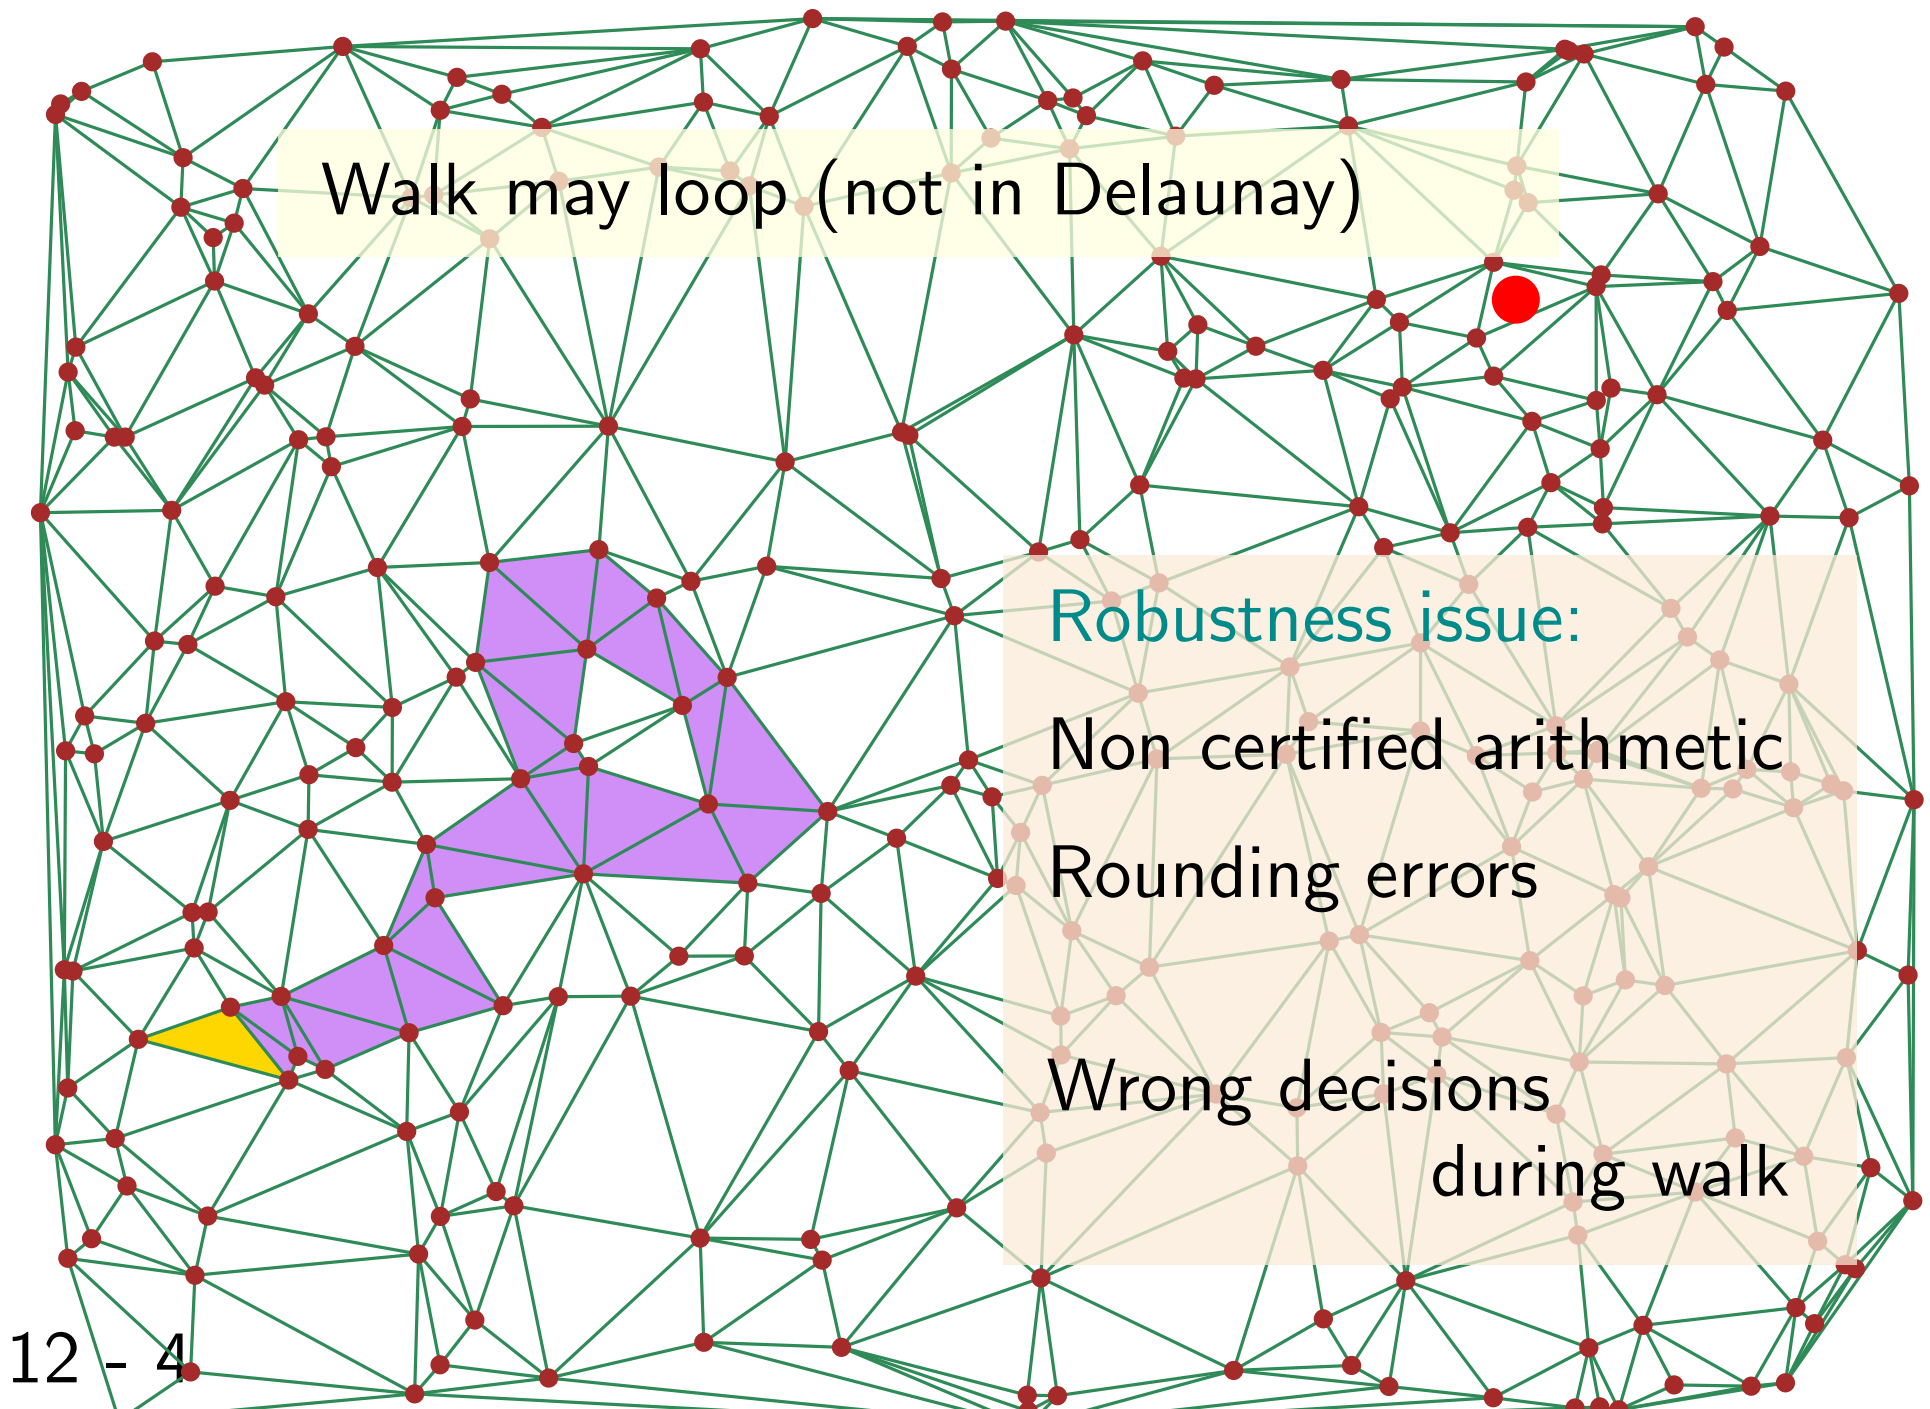 Walk may loop (not in Delaunay)
Robustness issue:
Non certified arithmetic
Rounding errors
Wrong decisions
during walk
12 - 4